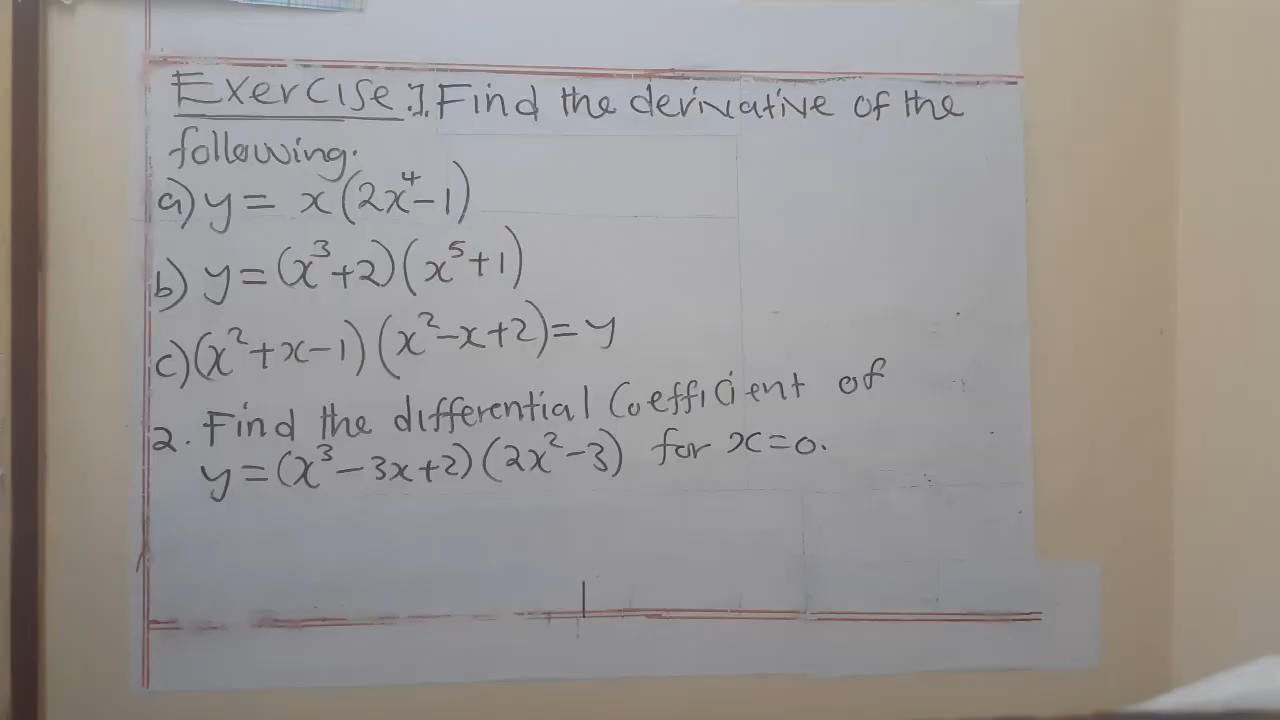 Exercise.1. Find the derivative of the
following.
a) y = x(2x⁴-1)
b) y = (x³+2)(x⁵+1)
c) (x²+x-1)(x²-x+2)=y
2. Find the differential Coefficient of
y = (x³-3x+2)(2x²-3) for x=0.